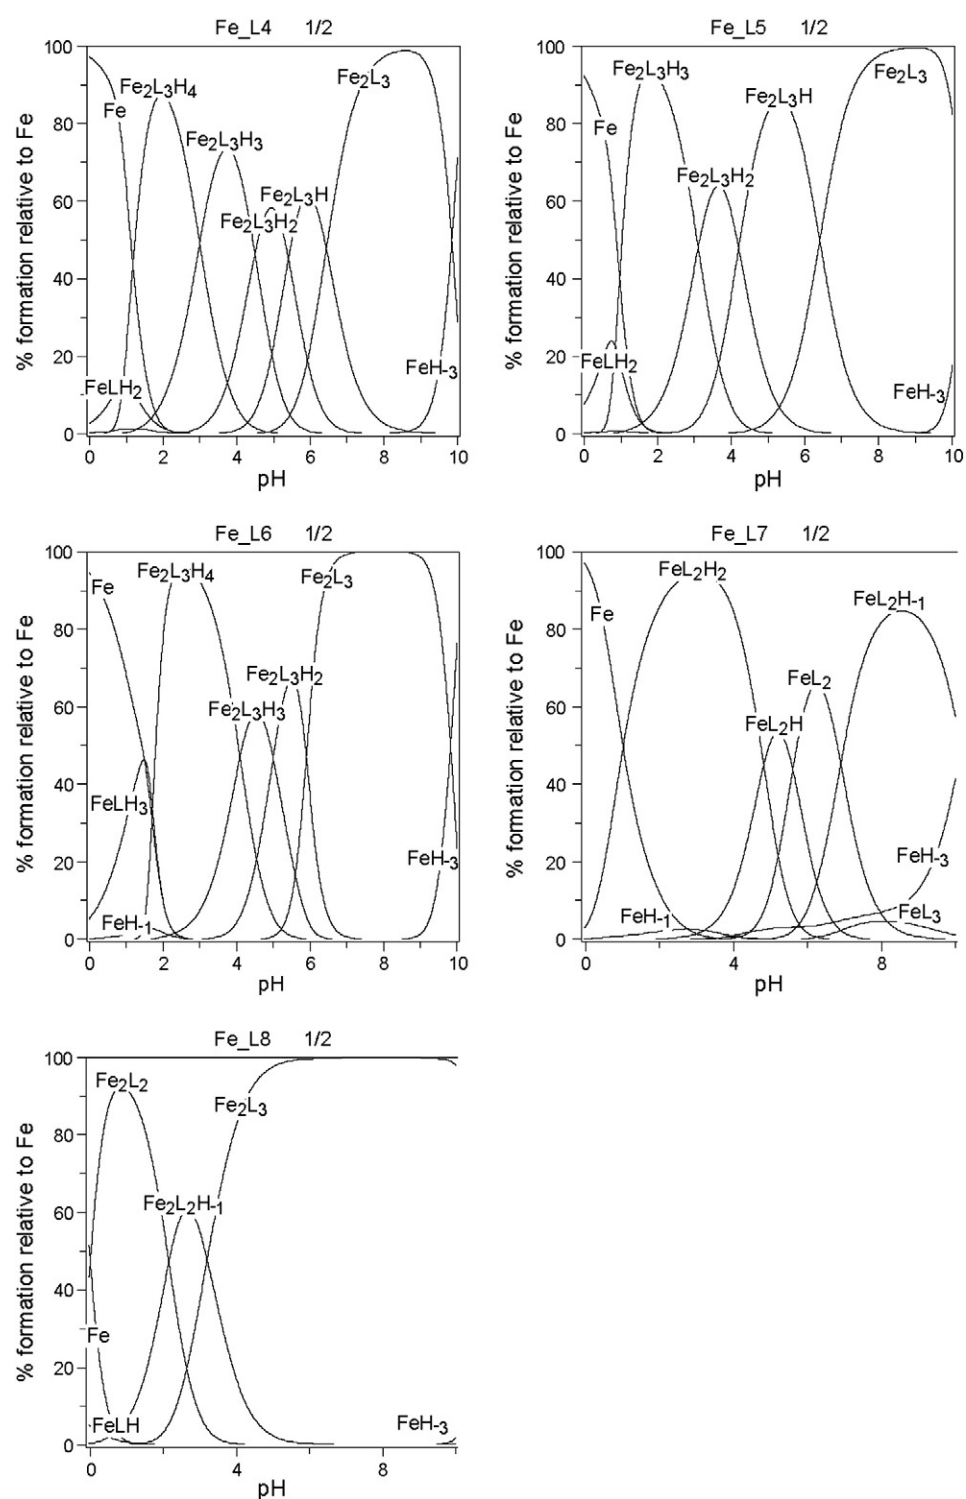 Fe_L4 1/2
% formation relative to Fe
100
80
60
40
20
0
Fe
Fe₂L₃H₄
Fe₂L₃H₃
Fe₂L₃H₂
Fe₂L₃H
Fe₂L₃
FeLH₂
FeH-₃
0 2 4 6 8 10
pH
Fe_L5 1/2
% formation relative to Fe
100
80
60
40
20
0
Fe
Fe₂L₃H₃
Fe₂L₃H₂
Fe₂L₃H
Fe₂L₃
FeLH₂
FeH-₃
0 2 4 6 8 10
pH
Fe_L6 1/2
% formation relative to Fe
100
80
60
40
20
0
Fe
Fe₂L₃H₄
Fe₂L₃
Fe₂L₃H₂
Fe₂L₃H₃
FeLH₃
FeH-₃
FeH-₁
0 2 4 6 8 10
pH
Fe_L7 1/2
% formation relative to Fe
100
80
60
40
20
0
FeL₂H₂
FeL₂H-₁
Fe
FeL₂
FeL₂H
FeH-₃
FeH-₁
FeL₃
0 4 8
pH
Fe_L8 1/2
% formation relative to Fe
100
80
60
40
20
0
Fe₂L₂
Fe₂L₃
Fe₂L₂H-₁
Fe
FeLH
FeH-₃
0 4 8
pH